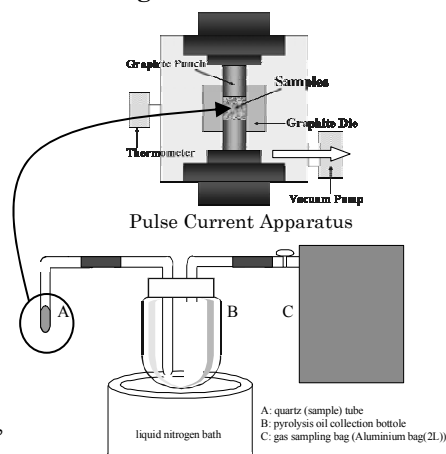 Graphite Punch
Samples
Graphite Die
Thermometer
Vacuum Pump
Pulse Current Apparatus
A
B
C
A: quartz (sample) tube
B: pyrolysis oil collection bottole
C: gas sampling bag (Aluminium bag(2L))
liquid nitrogen bath
,